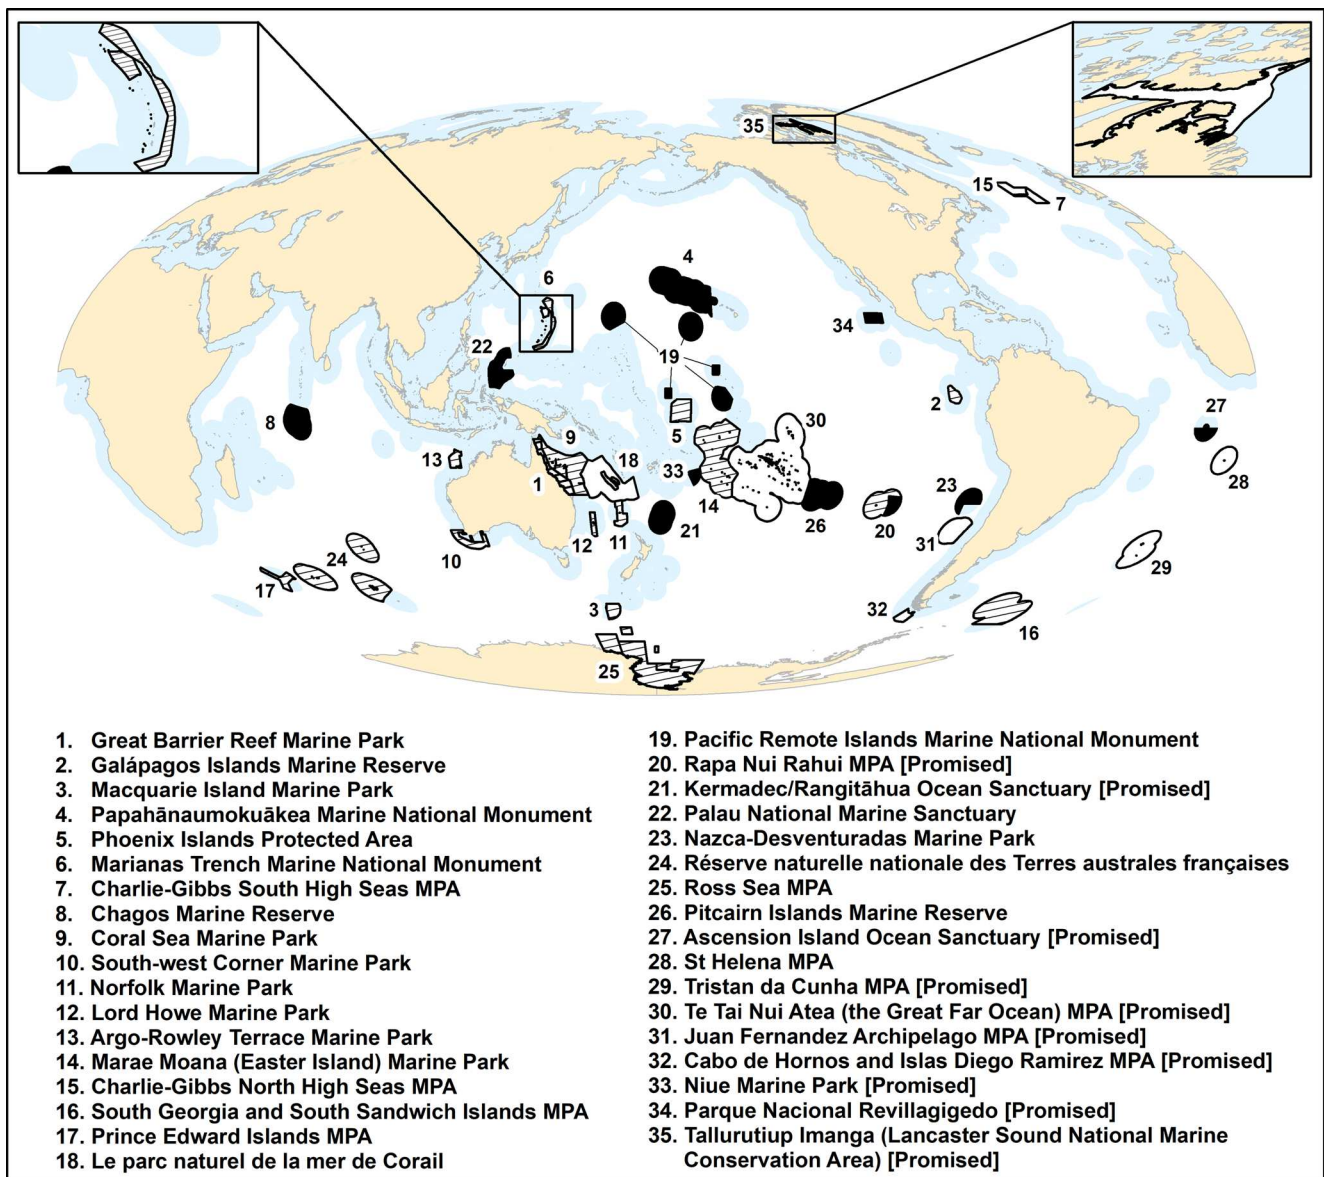 35
15
7
4
6
34
19
22
2
27
8
30
5
9
18
13
33
28
1
14
23
26
20
21
31
12
11
10
29
24
17
3
32
16
25
1. Great Barrier Reef Marine Park
2. Galápagos Islands Marine Reserve
3. Macquarie Island Marine Park
4. Papahānaumokuākea Marine National Monument
5. Phoenix Islands Protected Area
6. Marianas Trench Marine National Monument
7. Charlie-Gibbs South High Seas MPA
8. Chagos Marine Reserve
9. Coral Sea Marine Park
10. South-west Corner Marine Park
11. Norfolk Marine Park
12. Lord Howe Marine Park
13. Argo-Rowley Terrace Marine Park
14. Marae Moana (Easter Island) Marine Park
15. Charlie-Gibbs North High Seas MPA
16. South Georgia and South Sandwich Islands MPA
17. Prince Edward Islands MPA
18. Le parc naturel de la mer de Corail
19. Pacific Remote Islands Marine National Monument
20. Rapa Nui Rahui MPA [Promised]
21. Kermadec/Rangitāhua Ocean Sanctuary [Promised]
22. Palau National Marine Sanctuary
23. Nazca-Desventuradas Marine Park
24. Réserve naturelle nationale des Terres australes françaises
25. Ross Sea MPA
26. Pitcairn Islands Marine Reserve
27. Ascension Island Ocean Sanctuary [Promised]
28. St Helena MPA
29. Tristan da Cunha MPA [Promised]
30. Te Tai Nui Atea (the Great Far Ocean) MPA [Promised]
31. Juan Fernandez Archipelago MPA [Promised]
32. Cabo de Hornos and Islas Diego Ramirez MPA [Promised]
33. Niue Marine Park [Promised]
34. Parque Nacional Revillagigedo [Promised]
35. Tallurutiup Imanga (Lancaster Sound National Marine
Conservation Area) [Promised]